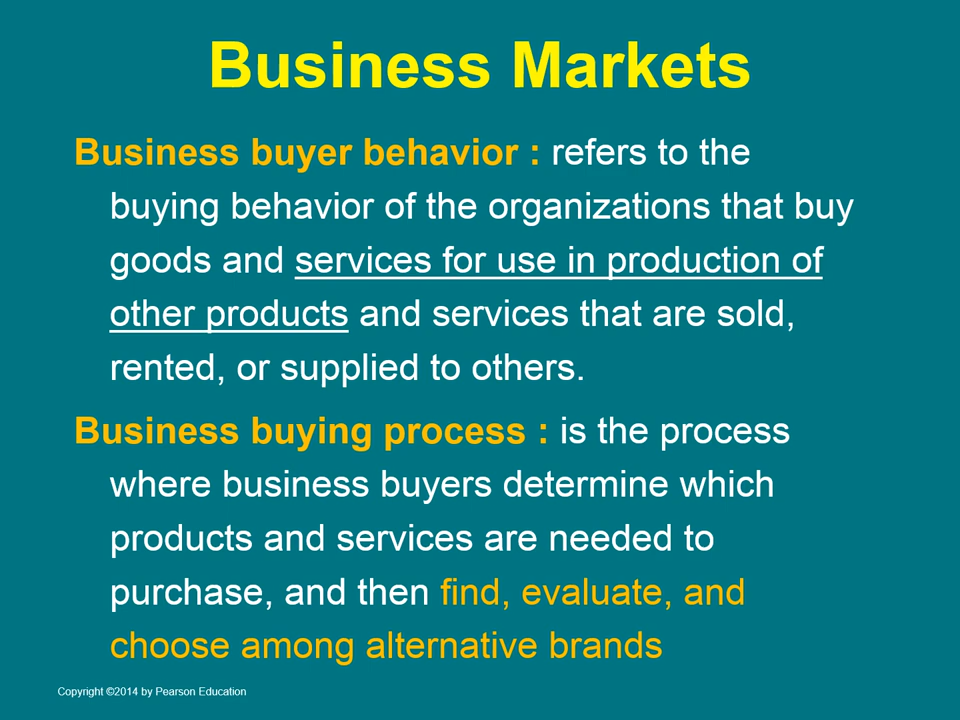 Business Markets
Business buyer behavior : refers to the
buying behavior of the organizations that buy
goods and services for use in production of
other products and services that are sold,
rented, or supplied to others.
Business buying process : is the process
where business buyers determine which
products and services are needed to
purchase, and then find, evaluate, and
choose among alternative brands
Copyright ©2014 by Pearson Education